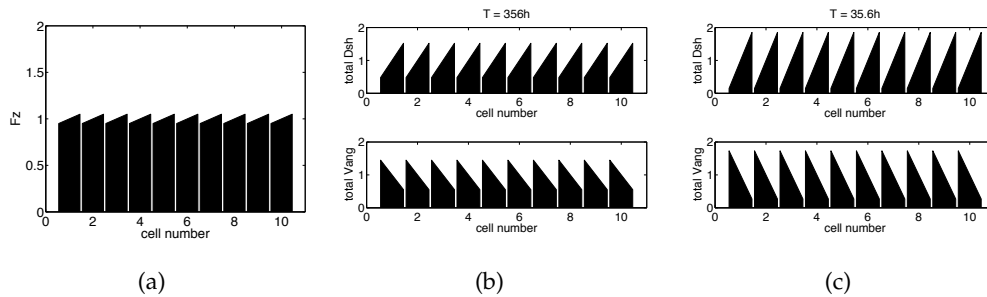 2
1.5
1
0.5
0
Fz
0 2 4 6 8 10
cell number
(a)
T = 356h
2
1
0
total Dsh
0 2 4 6 8 10
cell number
2
1
0
total Vang
0 2 4 6 8 10
cell number
(b)
T = 35.6h
2
1
0
total Dsh
0 2 4 6 8 10
cell number
2
1
0
total Vang
0 2 4 6 8 10
cell number
(c)